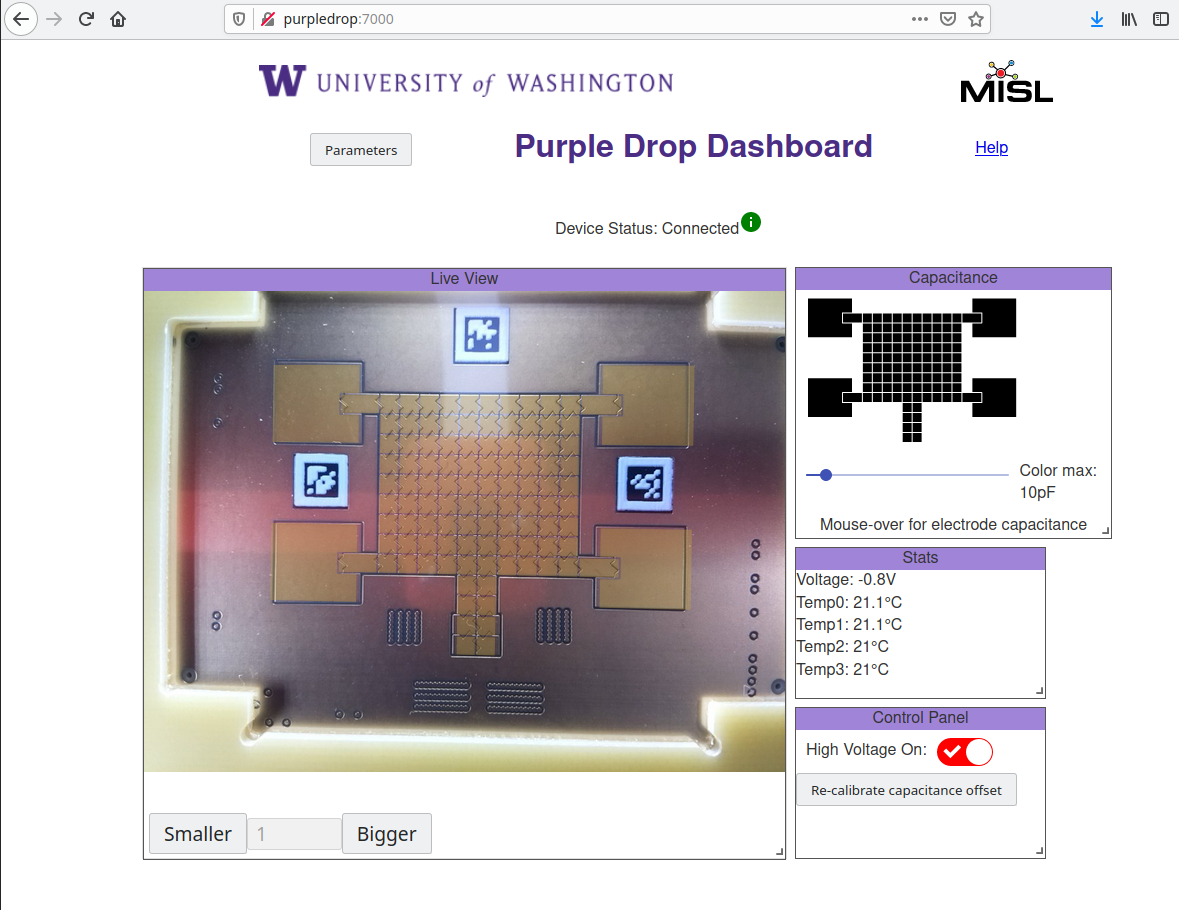 purpledrop:7000
W UNIVERSITY of WASHINGTON
MISL
Parameters
Purple Drop Dashboard
Help
Device Status: Connected
Live View
Capacitance
Color max:
10pF
Mouse-over for electrode capacitance
Stats
Voltage: -0.8V
Temp0: 21.1°C
Temp1: 21.1°C
Temp2: 21°C
Temp3: 21°C
Control Panel
High Voltage On:
Re-calibrate capacitance offset
Smaller 1 Bigger